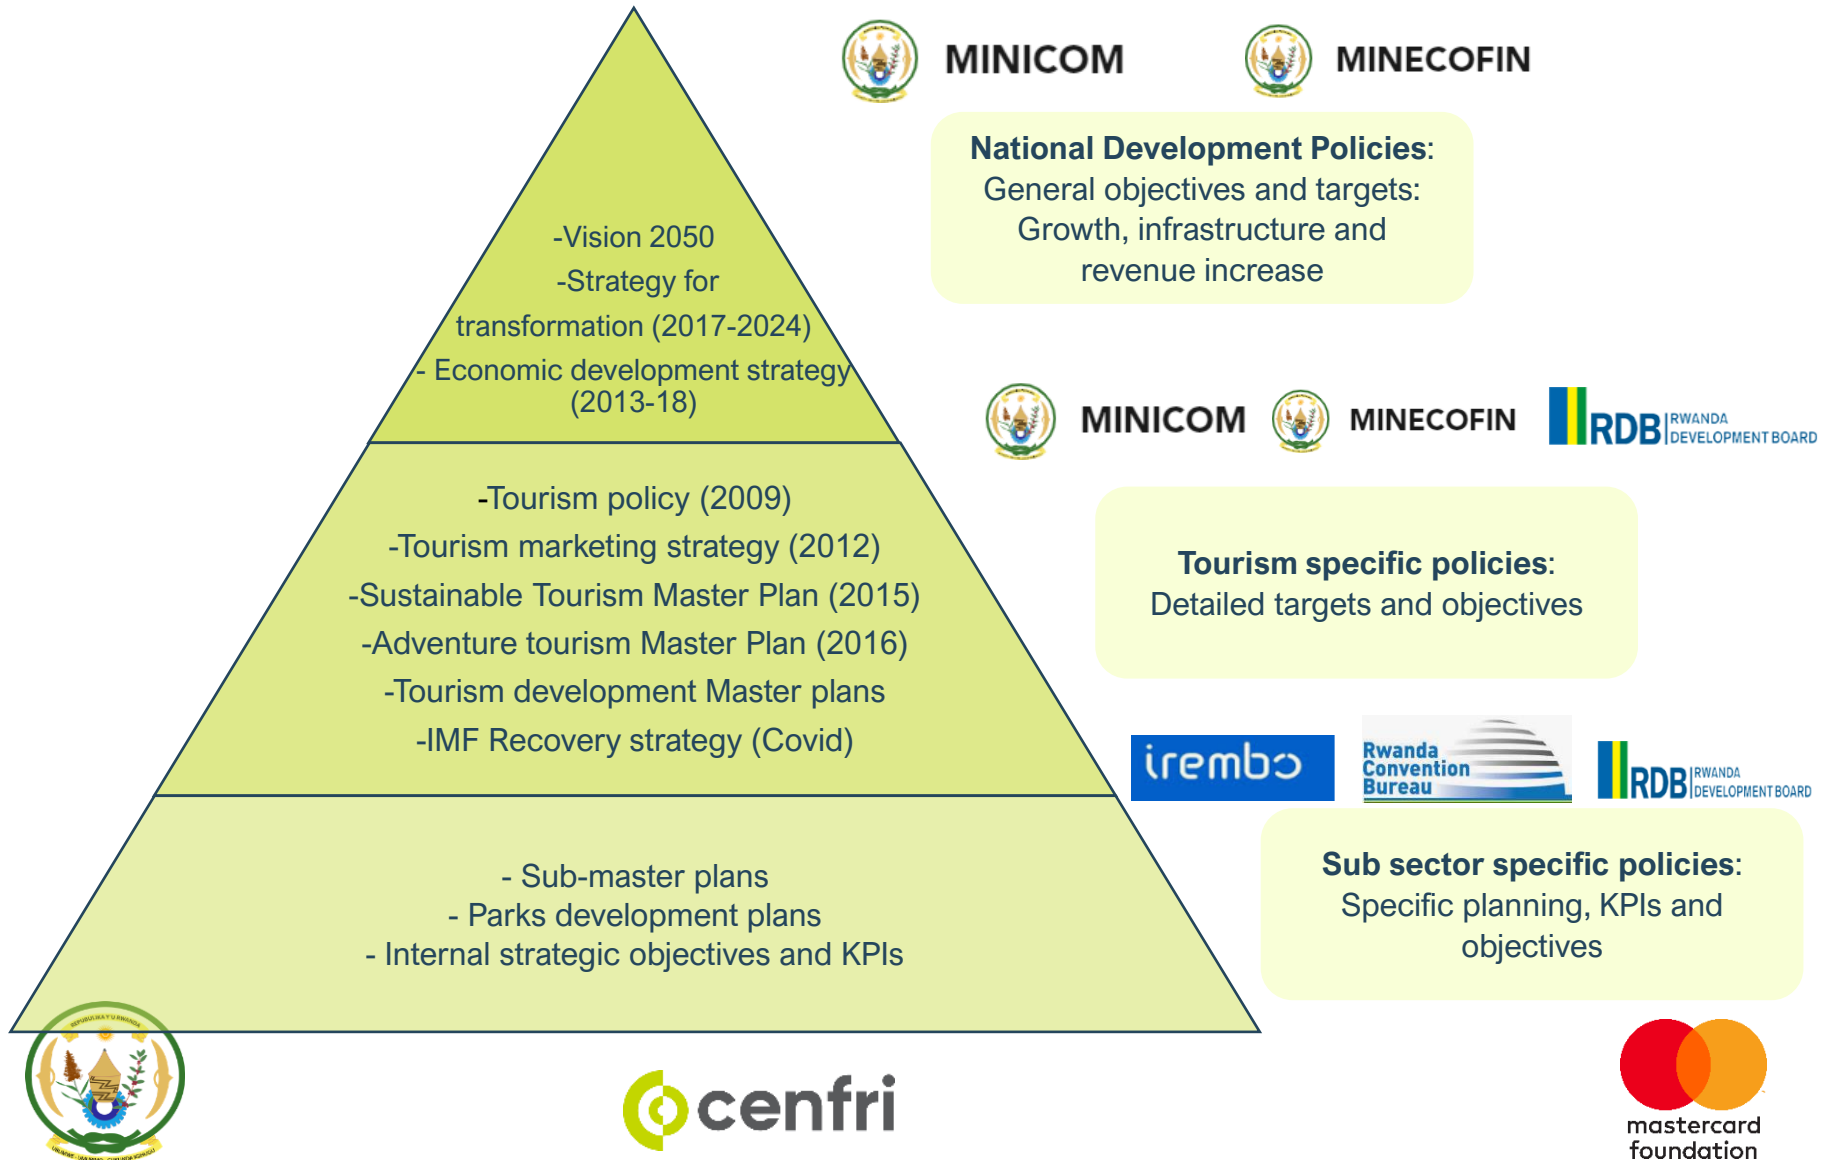 MINICOM
MINECOFIN
National Development Policies:
General objectives and targets:
Growth, infrastructure and
revenue increase
-Vision 2050
-Strategy for
transformation (2017-2024)
- Economic development strategy
(2013-18)
MINICOM
MINECOFIN
RDB RWANDA
DEVELOPMENT BOARD
-Tourism policy (2009)
-Tourism marketing strategy (2012)
-Sustainable Tourism Master Plan (2015)
-Adventure tourism Master Plan (2016)
-Tourism development Master plans
-IMF Recovery strategy (Covid)
Tourism specific policies:
Detailed targets and objectives
irembo
Rwanda
Convention
Bureau
RDB RWANDA
DEVELOPMENT BOARD
- Sub-master plans
- Parks development plans
- Internal strategic objectives and KPIs
Sub sector specific policies:
Specific planning, KPIs and
objectives
REPUBULIKA Y'U RWANDA
cenfri
mastercard
foundation